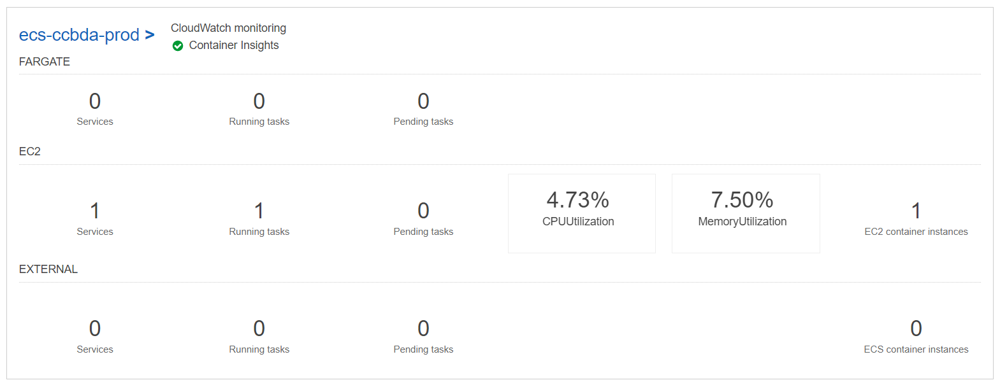 ecs-ccbda-prod >
CloudWatch monitoring
Container Insights
FARGATE
0
Services
0
Running tasks
0
Pending tasks
EC2
1
Services
1
Running tasks
0
Pending tasks
4.73%
CPUUtilization
7.50%
MemoryUtilization
1
EC2 container instances
EXTERNAL
0
Services
0
Running tasks
0
Pending tasks
0
ECS container instances